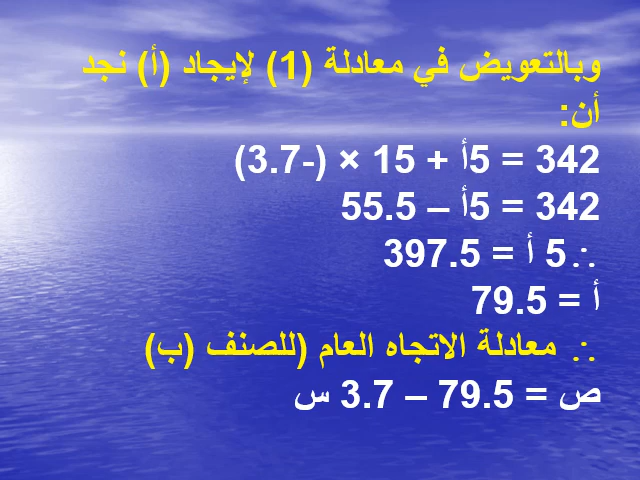 وبالتعويض في معادلة (1) لإيجاد (أ) نجد
أن:
342 = 5أ + 15 × (-3.7)
342 = 5أ – 55.5
∴ 5 أ = 397.5
أ = 79.5
∴ معادلة الاتجاه العام (للصنف (ب)
ص = 79.5 – 3.7 س